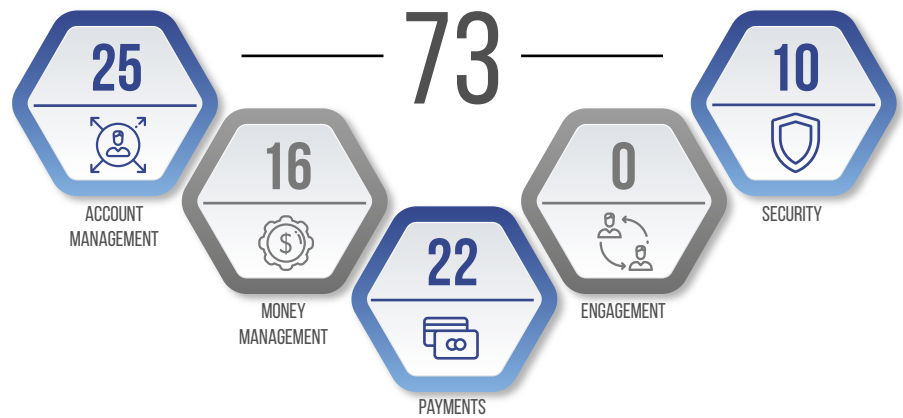 73
25
ACCOUNT
MANAGEMENT
16
$
MONEY
MANAGEMENT
22
PAYMENTS
0
ENGAGEMENT
10
SECURITY